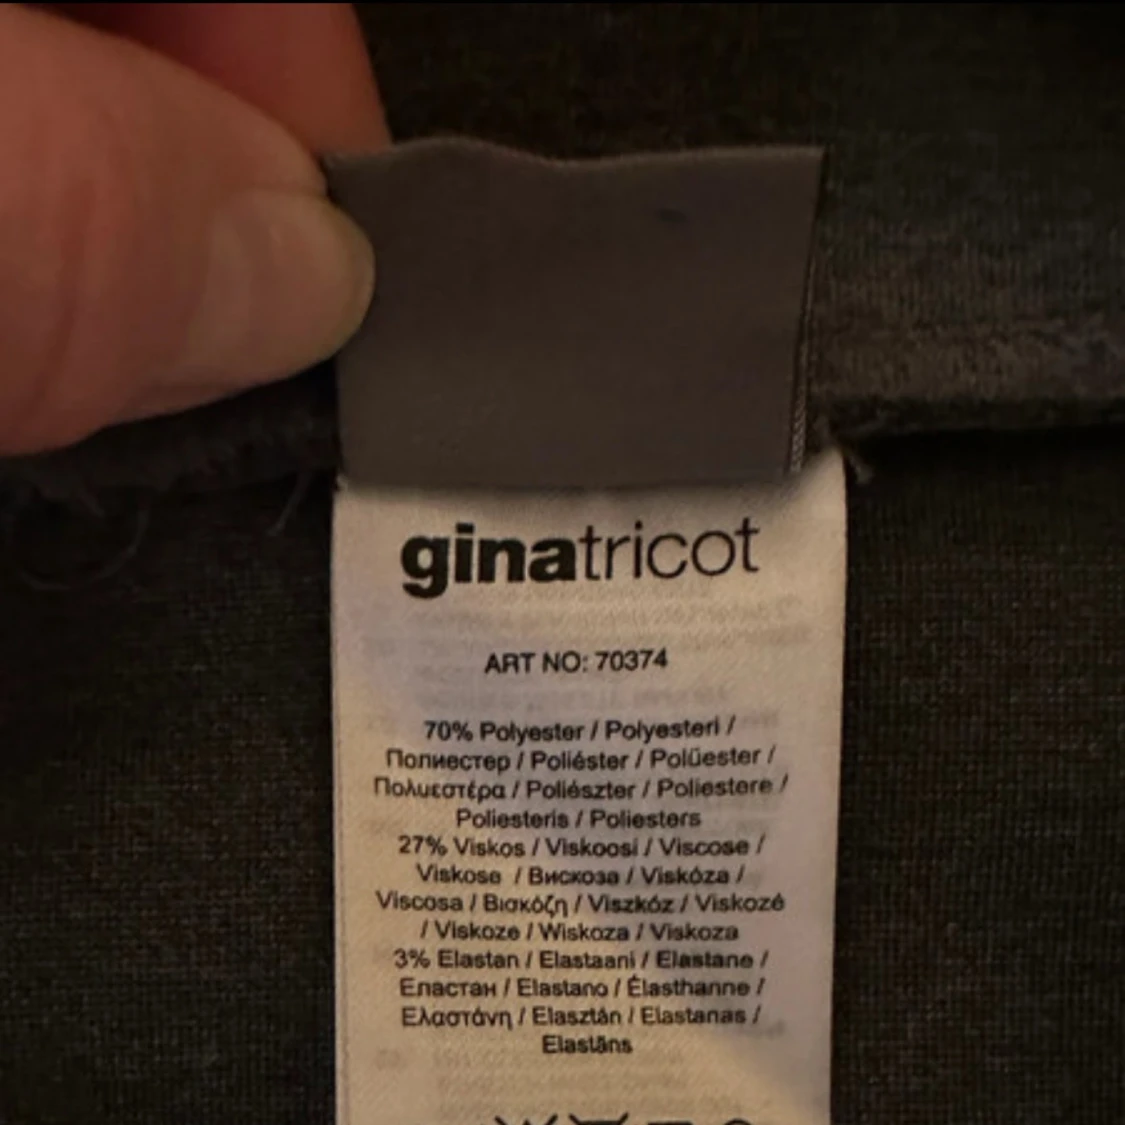 ginatricot
ART NO: 70374
70% Polyester / Polyesteri /
Полиестер / Poliéster / Polüester /
Πολυεστέρα / Poliészter / Poliestere /
Poliesteris / Poliesters
27% Viskos / Viskoosi / Viscose /
Viskose / Вискоза / Viskóza /
Viscosa / Βισκόζη / Viszkóz / Viskozé
/ Viskoze / Wiskoza / Viskoza
3% Elastan / Elastaani / Elastane /
Еластан / Elastano / Élasthanne /
Ελαστάνη / Elasztán / Elastanas /
Elastāns